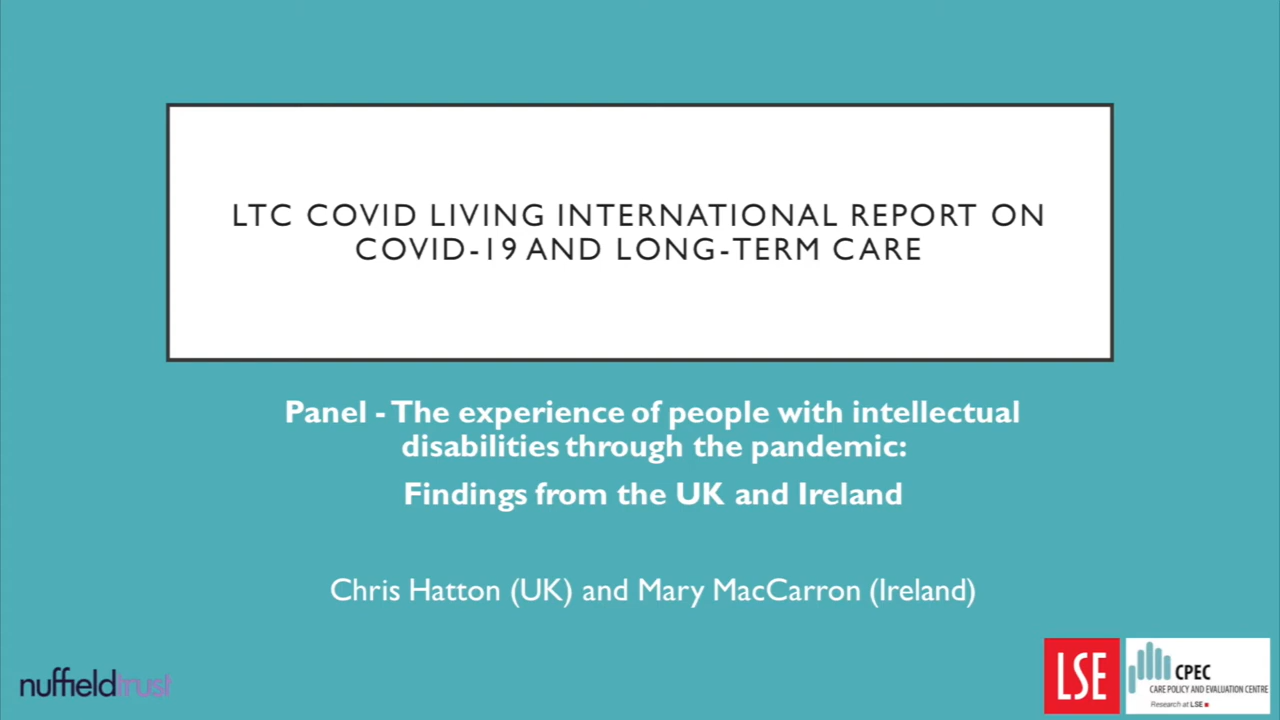 LTC COVID LIVING INTERNATIONAL REPORT ON
COVID-19 AND LONG-TERM CARE
Panel - The experience of people with intellectual
disabilities through the pandemic:
Findings from the UK and Ireland
Chris Hatton (UK) and Mary MacCarron (Ireland)
nuffieldtrust
LSE
CPEC
CARE POLICY AND EVALUATION CENTRE
Research at LSE